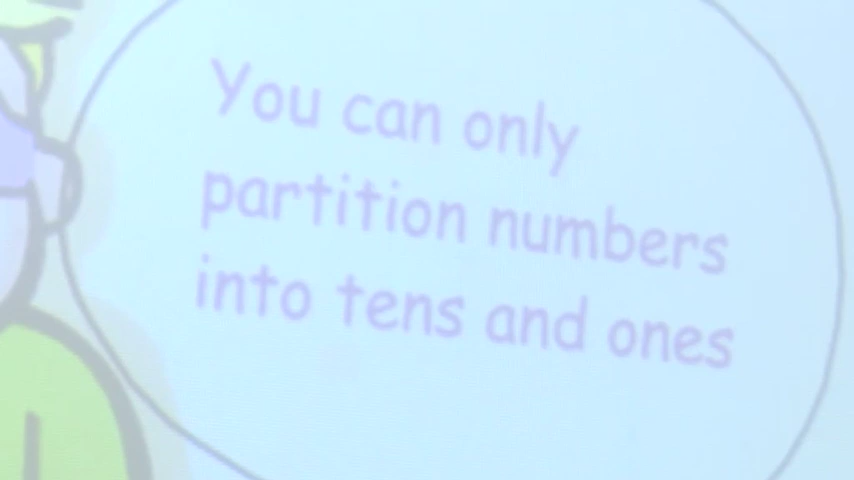 You can only
partition numbers
into tens and ones